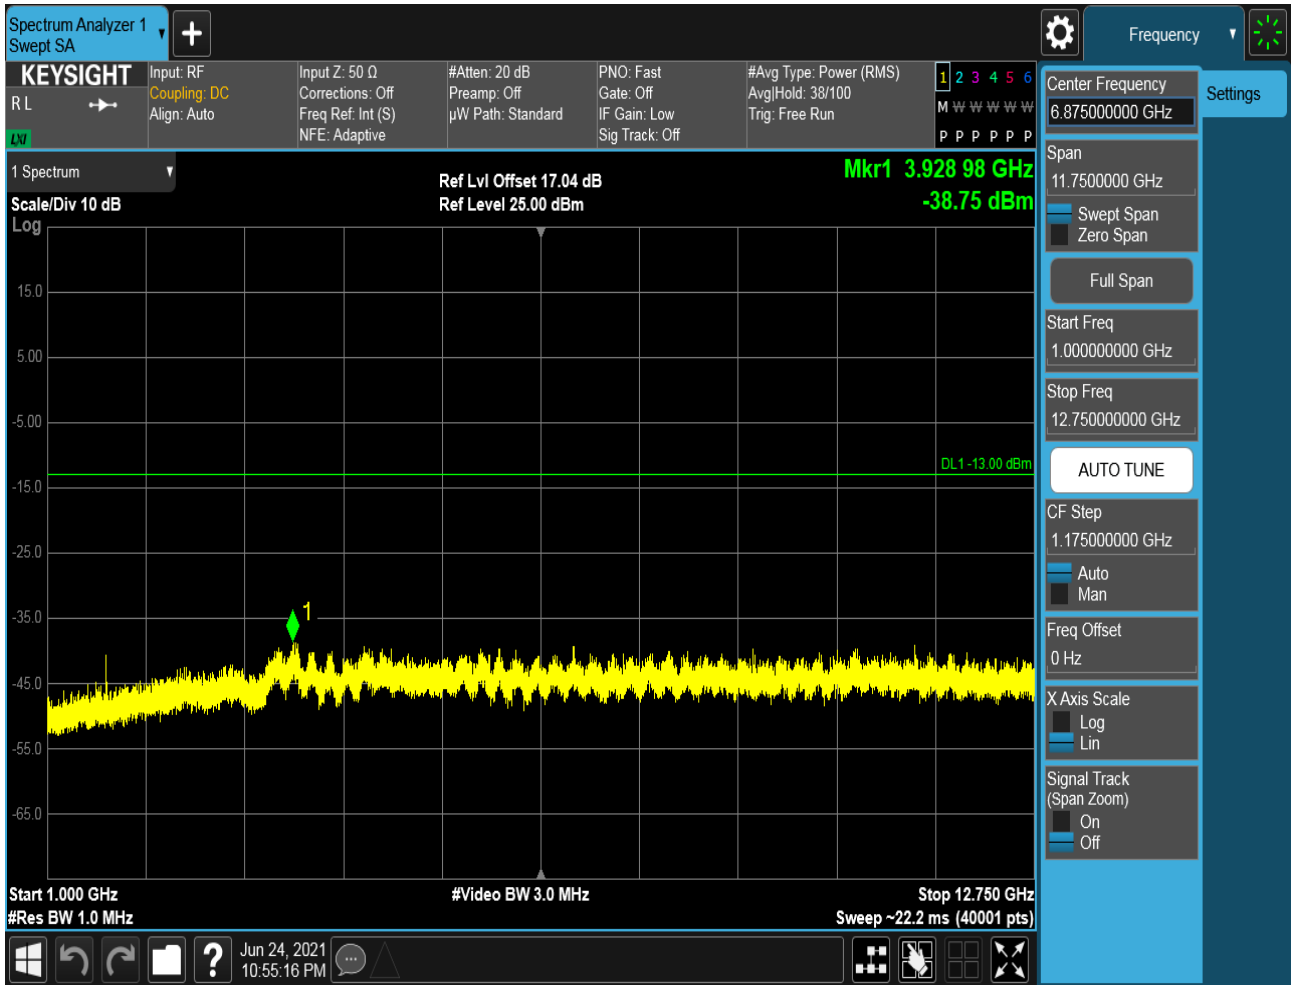 Spectrum Analyzer 1
Swept SA
Frequency
KEYSIGHT
R L
LXI
Input: RF
Coupling: DC
Align: Auto
Input Z: 50 Ω
Corrections: Off
Freq Ref: Int (S)
NFE: Adaptive
#Atten: 20 dB
Preamp: Off
µW Path: Standard
PNO: Fast
Gate: Off
IF Gain: Low
Sig Track: Off
#Avg Type: Power (RMS)
Avg|Hold: 38/100
Trig: Free Run
1 2 3 4 5 6
M W W W W W
P P P P P P
1 Spectrum
Scale/Div 10 dB
Log
Ref Lvl Offset 17.04 dB
Ref Level 25.00 dBm
Mkr1 3.928 98 GHz
-38.75 dBm
15.0
5.00
-5.00
DL1 -13.00 dBm
-15.0
-25.0
-35.0
1
-45.0
-55.0
-65.0
Start 1.000 GHz
#Res BW 1.0 MHz
#Video BW 3.0 MHz
Stop 12.750 GHz
Sweep ~22.2 ms (40001 pts)
?
Jun 24, 2021
10:55:16 PM
Center Frequency
6.875000000 GHz
Settings
Span
11.7500000 GHz
Swept Span
Zero Span
Full Span
Start Freq
1.000000000 GHz
Stop Freq
12.750000000 GHz
AUTO TUNE
CF Step
1.175000000 GHz
Auto
Man
Freq Offset
0 Hz
X Axis Scale
Log
Lin
Signal Track
(Span Zoom)
On
Off